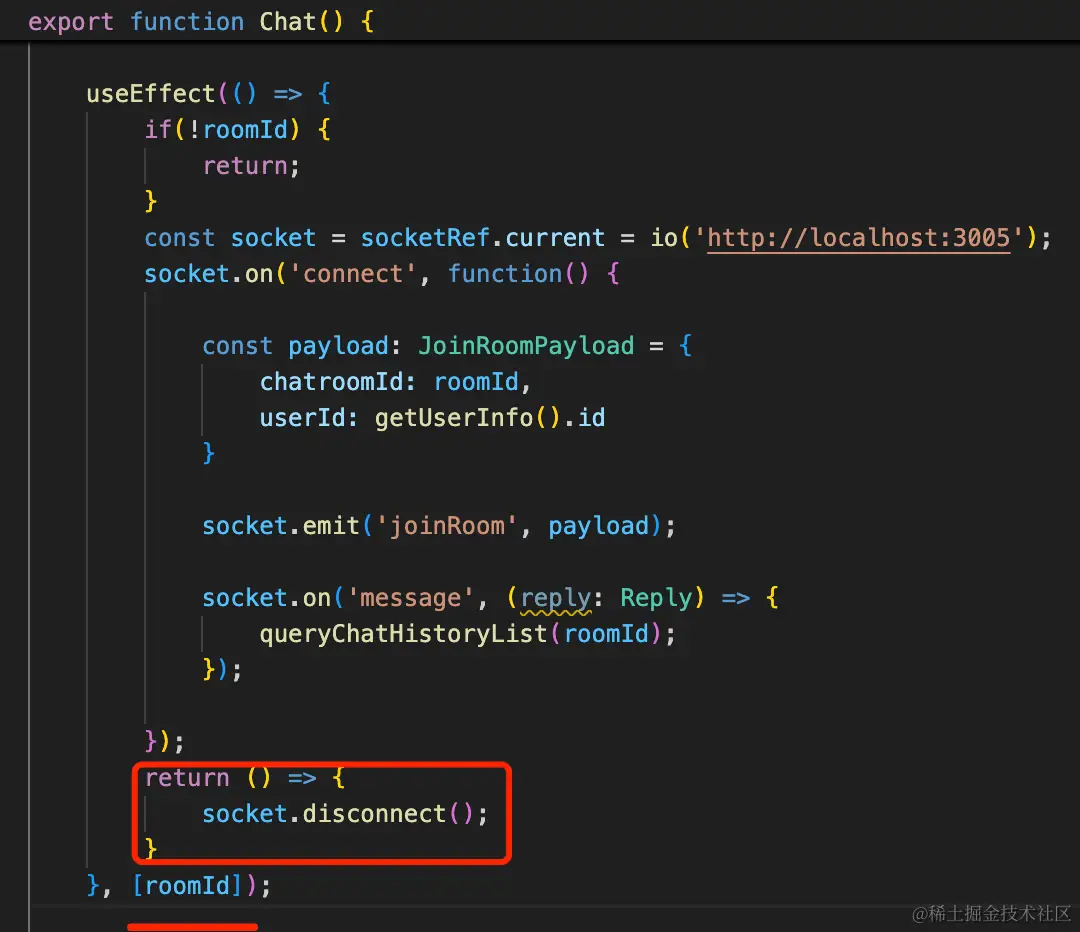 export function Chat() {
useEffect(() => {
if(!roomId) {
return;
}
const socket = socketRef.current = io('http://localhost:3005');
socket.on('connect', function() {
const payload: JoinRoomPayload = {
chatroomId: roomId,
userId: getUserInfo().id
}
socket.emit('joinRoom', payload);
socket.on('message', (reply: Reply) => {
queryChatHistoryList(roomId);
});
});
return () => {
socket.disconnect();
}
}, [roomId]);
@稀土掘金技术社区